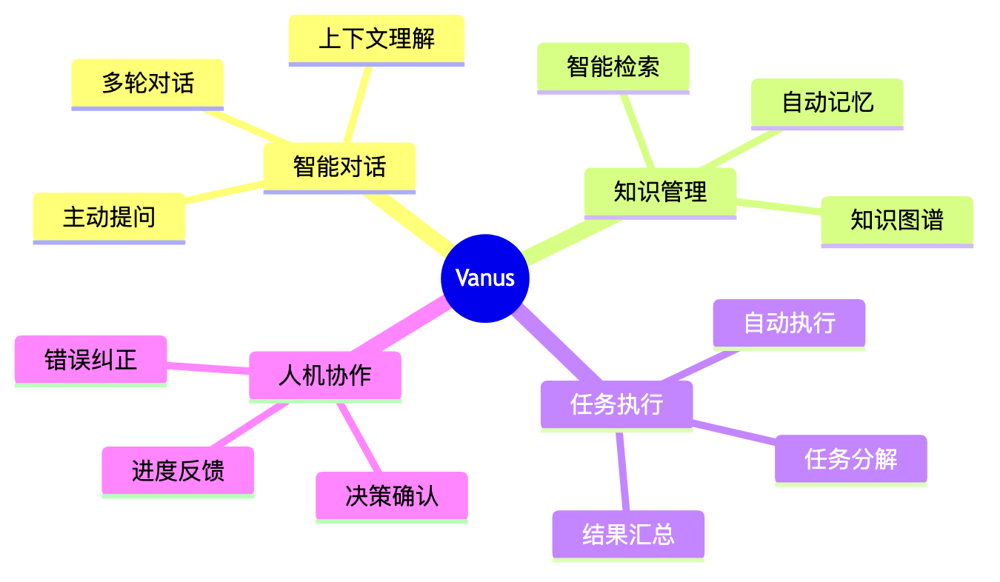 Vanus
智能对话
上下文理解
多轮对话
主动提问
知识管理
智能检索
自动记忆
知识图谱
人机协作
错误纠正
进度反馈
决策确认
任务执行
自动执行
任务分解
结果汇总